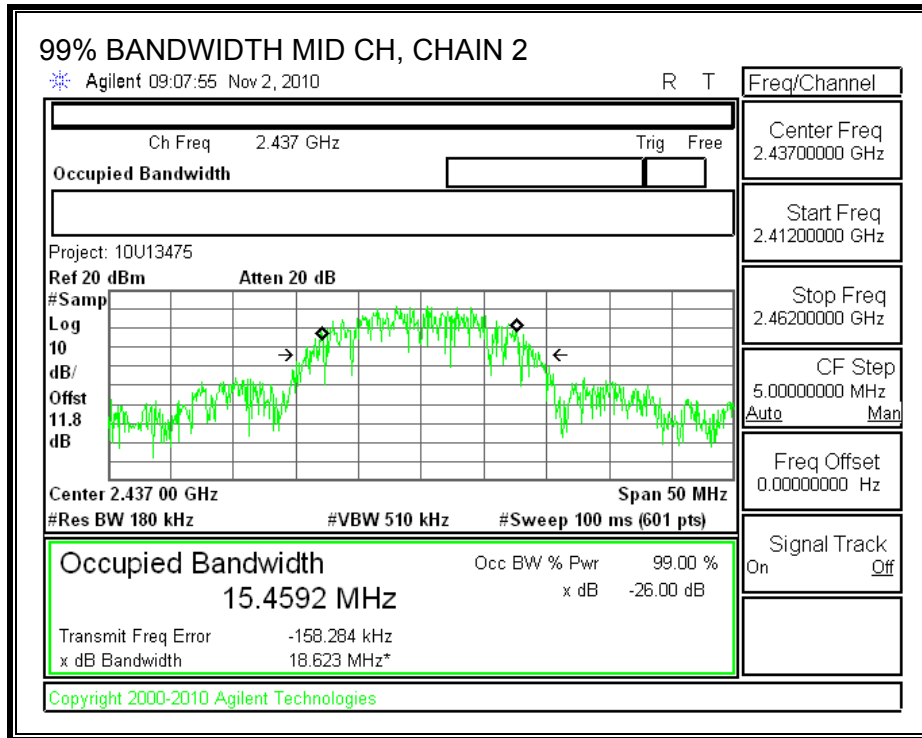 99% BANDWIDTH MID CH, CHAIN 2
Agilent 09:07:55 Nov 2, 2010 R T
Freq/Channel
Ch Freq 2.437 GHz Trig Free
Occupied Bandwidth
Center Freq
2.43700000 GHz
Start Freq
2.41200000 GHz
Stop Freq
2.46200000 GHz
CF Step
5.00000000 MHz
Auto Man
Freq Offset
0.00000000 Hz
Signal Track
On Off
Project: 10U13475
Ref 20 dBm Atten 20 dB
#Samp
Log
10
dB/
Offst
11.8
dB
Center 2.437 00 GHz Span 50 MHz
#Res BW 180 kHz #VBW 510 kHz #Sweep 100 ms (601 pts)
Occupied Bandwidth
15.4592 MHz
Occ BW % Pwr 99.00 %
x dB -26.00 dB
Transmit Freq Error -158.284 kHz
x dB Bandwidth 18.623 MHz*
Copyright 2000-2010 Agilent Technologies